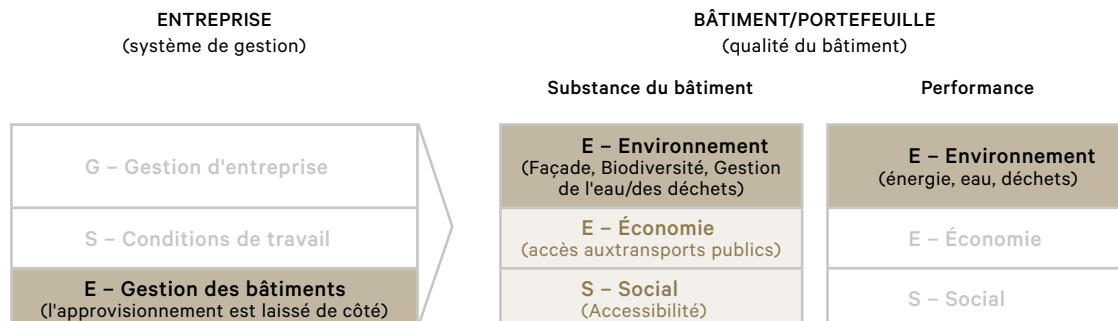 ENTREPRISE
(système de gestion)
BÂTIMENT/PORTEFEUILLE
(qualité du bâtiment)
Substance du bâtiment
Performance
G – Gestion d'entreprise
S – Conditions de travail
E – Gestion des bâtiments
(l'approvisionnement est laissé de côté)
E – Environnement
(Façade, Biodiversité, Gestion
de l'eau/des déchets)
E – Économie
(accès auxtransports publics)
S – Social
(Accessibilité)
E – Environnement
(énergie, eau, déchets)
E – Économie
S – Social